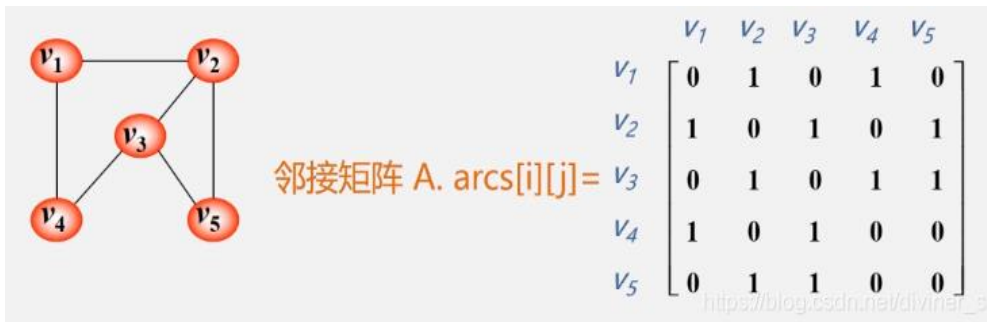 v1 v2
v3
v4 v5
邻接矩阵 A. arcs[i][j]=
v1 v2 v3 v4 v5
v1 0 1 0 1 0
v2 1 0 1 0 1
v3 0 1 0 1 1
v4 1 0 1 0 0
v5 0 1 1 0 0
https://blog.csdn.net/diviner_s